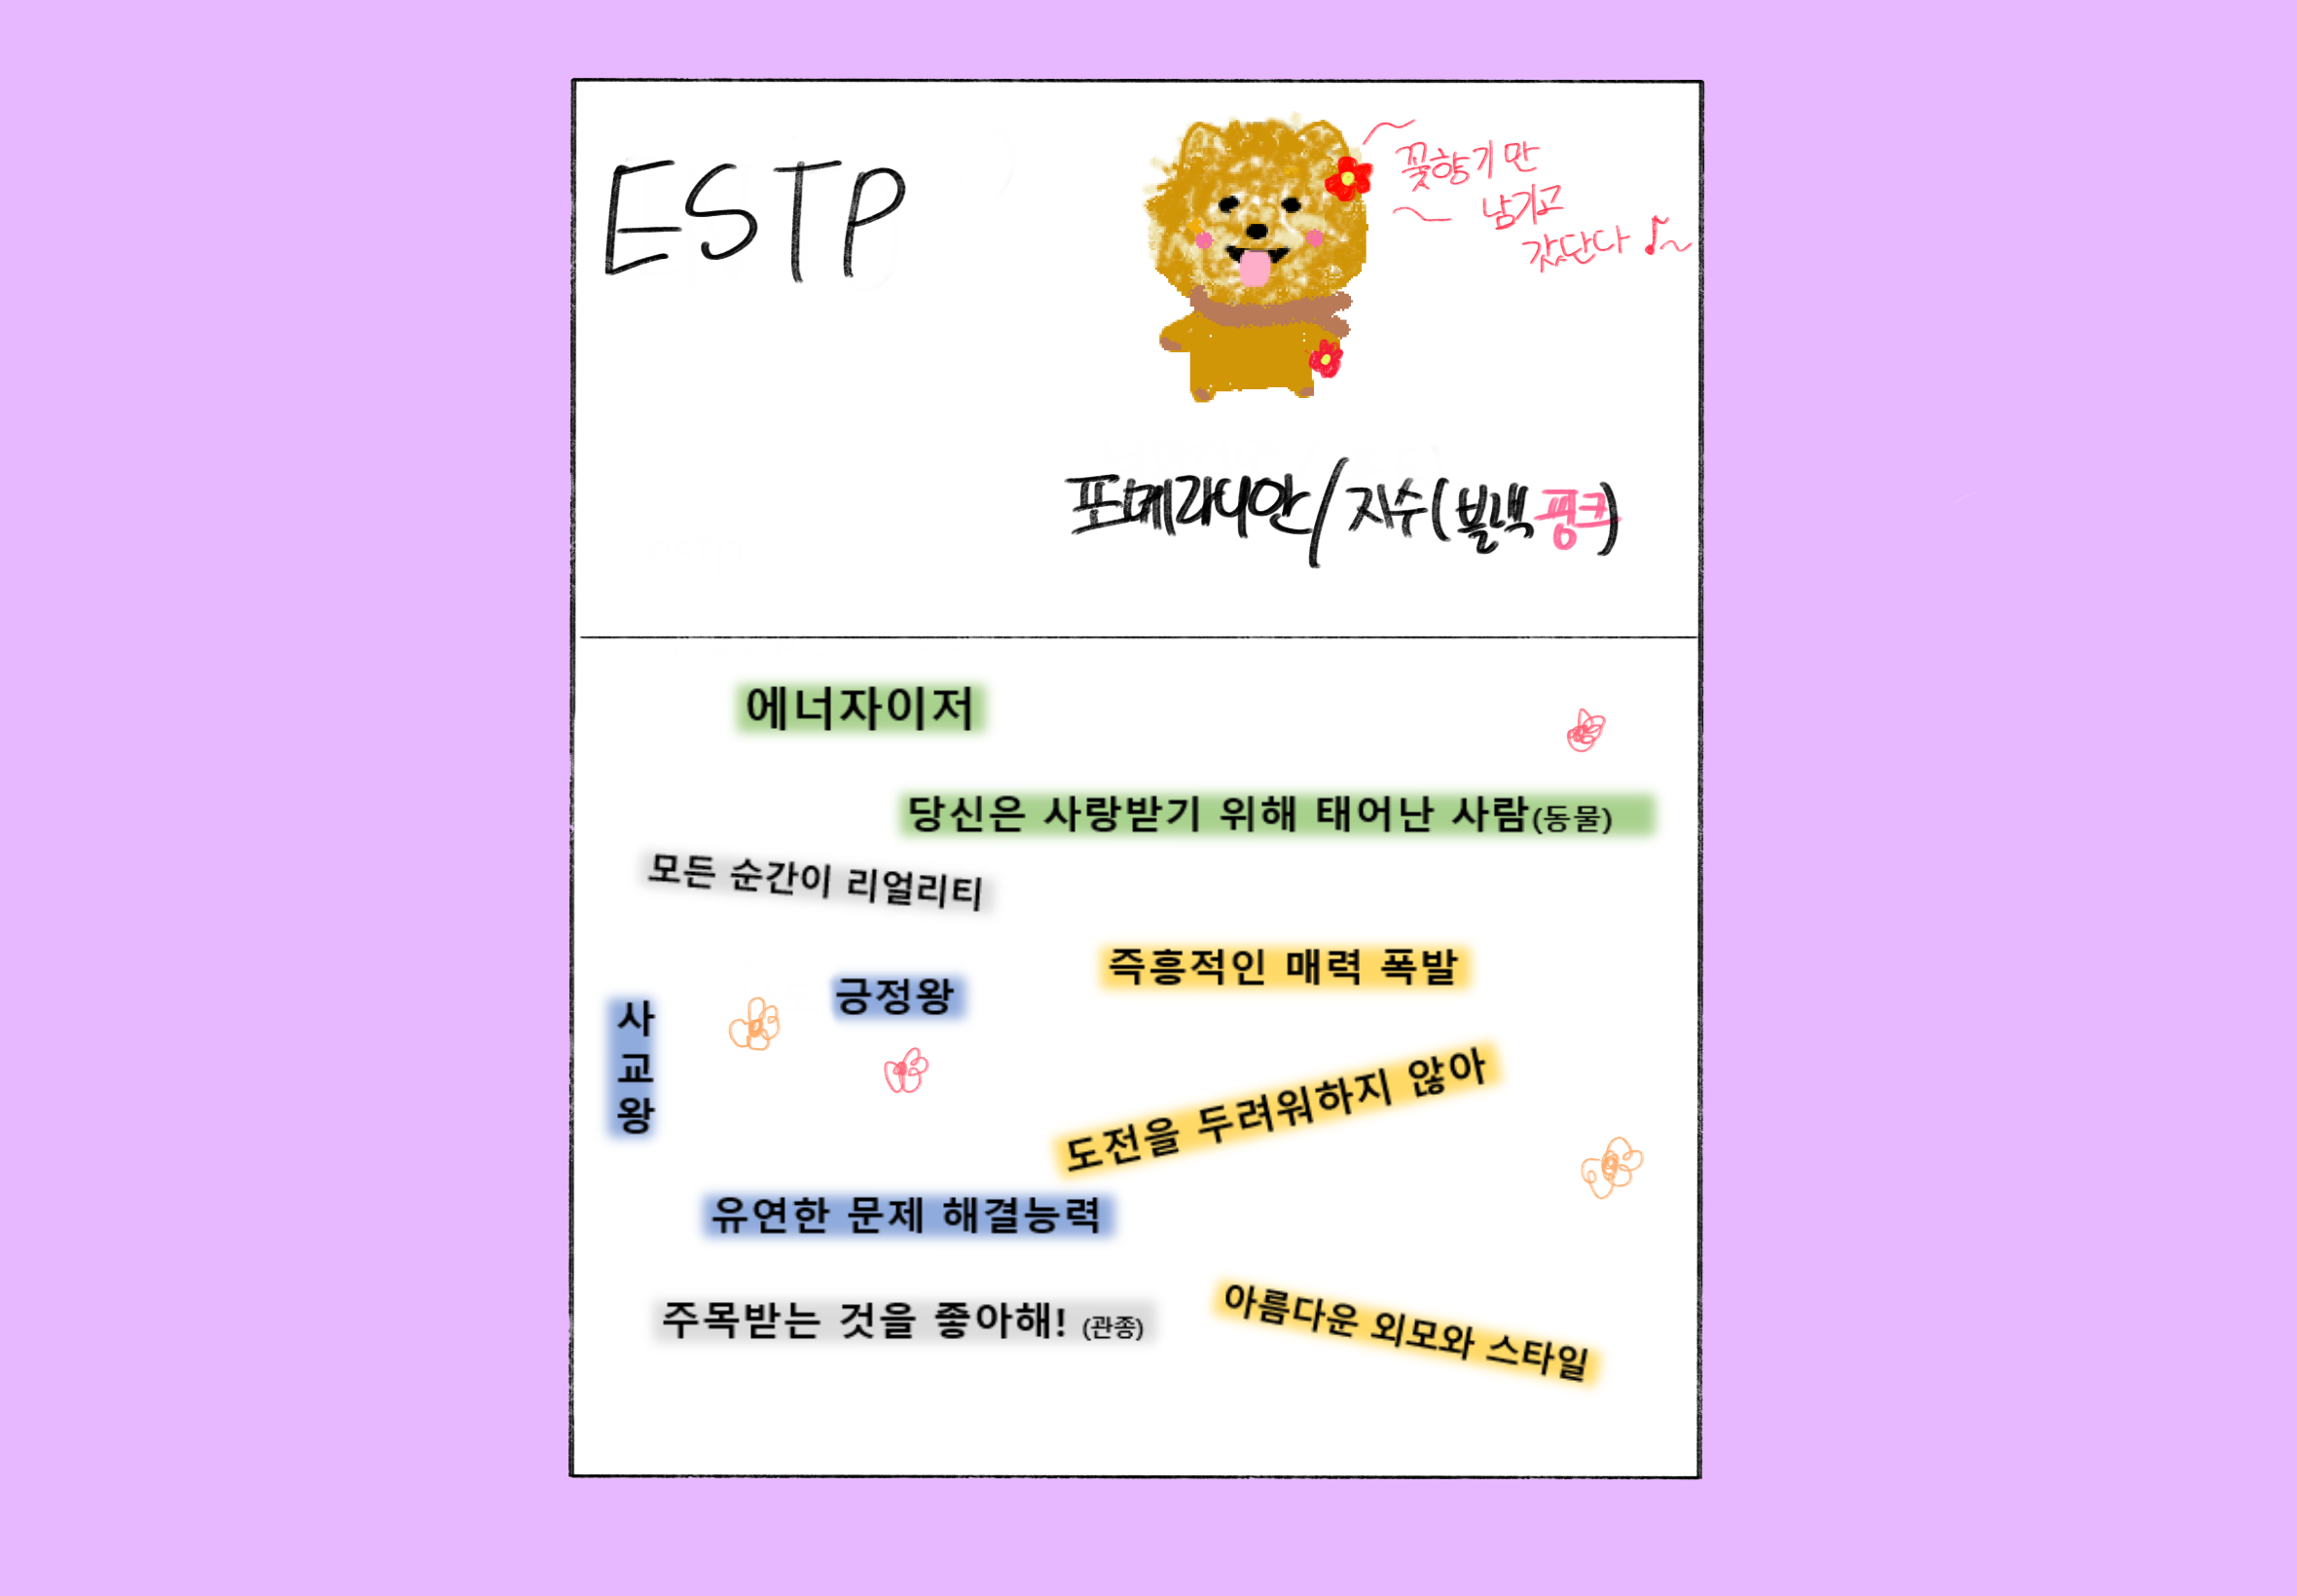 ESTP
꽃향기만
남기고
갔단다
포메라니안/지수(블랙핑크)
에너자이저
당신은 사랑받기 위해 태어난 사람(동물)
모든 순간이 리얼리티
즉흥적인 매력 폭발
긍정왕
사
교
왕
도전을 두려워하지 않아
유연한 문제 해결능력
주목받는 것을 좋아해! (관종)
아름다운 외모와 스타일